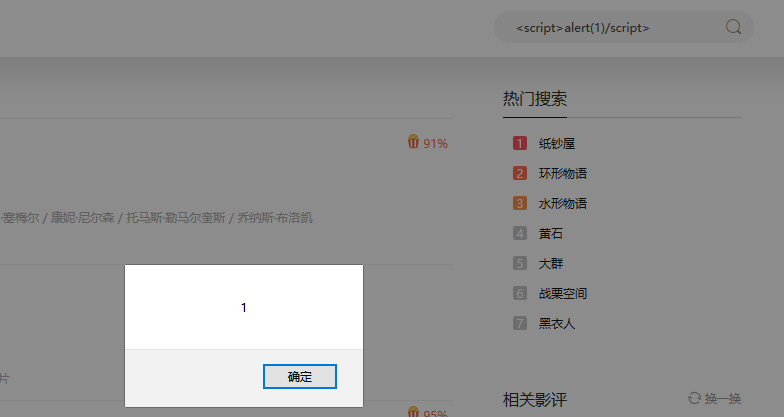 <script>alert(1)/script>
热门搜索
91%
1 纸钞屋
2 环形物语
3 水形物语
·塞梅尔 / 康妮·尼尔森 / 托马斯·勒马尔奎斯 / 乔纳斯·布洛凯
4 萤石
5 大群
6 战栗空间
1
7 黑衣人
确定
片
相关影评
换一换
95%